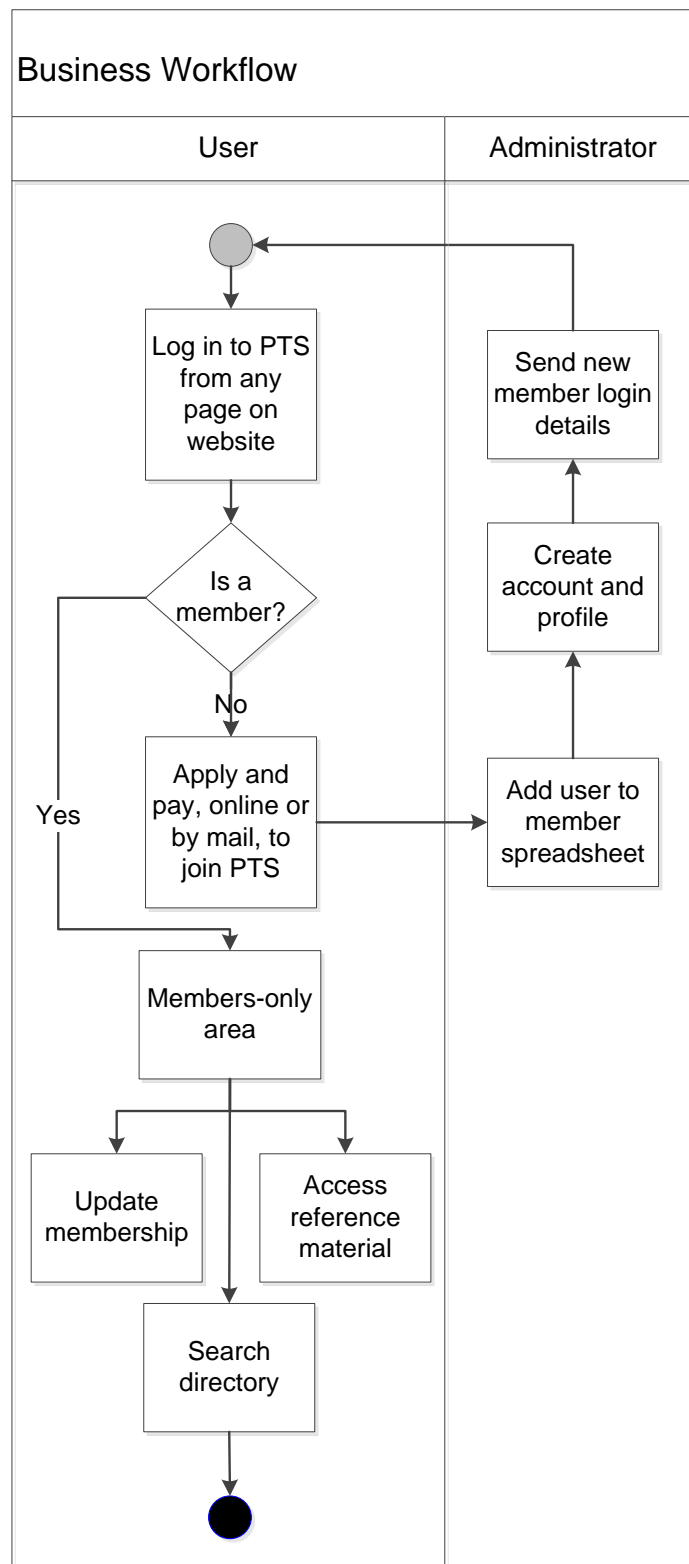 Business Workflow
User
Administrator
Log in to PTS
from any
page on
website
Is a
member?
Yes
No
Apply and
pay, online or
by mail, to
join PTS
Add user to
member
spreadsheet
Create
account and
profile
Send new
member login
details
Members-only
area
Update
membership
Access
reference
material
Search
directory